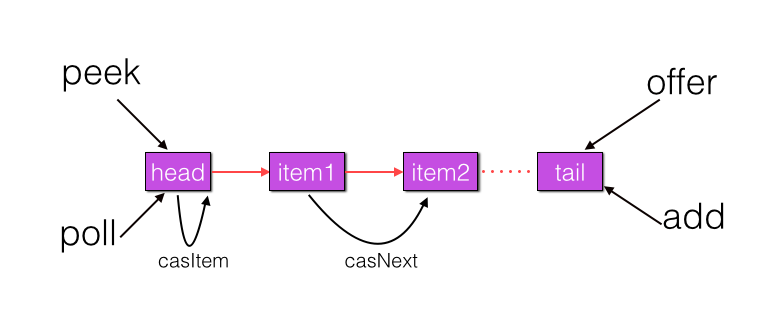 peek
offer
head
item1
item2
tail
poll
add
casItem
casNext